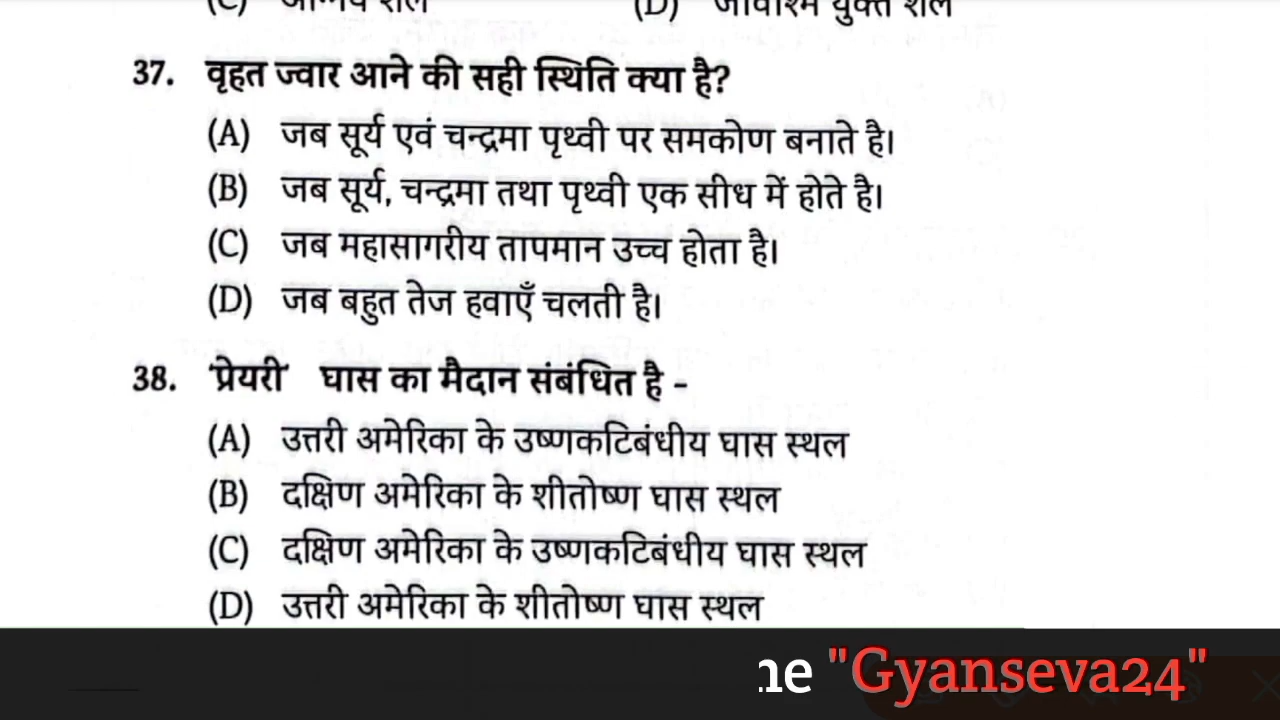 (C) आग्नेय शैल (D) जीवाश्म युक्त शैल
37. वृहत ज्वार आने की सही स्थिति क्या है?
(A) जब सूर्य एवं चन्द्रमा पृथ्वी पर समकोण बनाते है।
(B) जब सूर्य, चन्द्रमा तथा पृथ्वी एक सीध में होते है।
(C) जब महासागरीय तापमान उच्च होता है।
(D) जब बहुत तेज हवाएँ चलती है।
38. 'प्रेयरी' घास का मैदान संबंधित है -
(A) उत्तरी अमेरिका के उष्णकटिबंधीय घास स्थल
(B) दक्षिण अमेरिका के शीतोष्ण घास स्थल
(C) दक्षिण अमेरिका के उष्णकटिबंधीय घास स्थल
(D) उत्तरी अमेरिका के शीतोष्ण घास स्थल
"Gyanseva24"